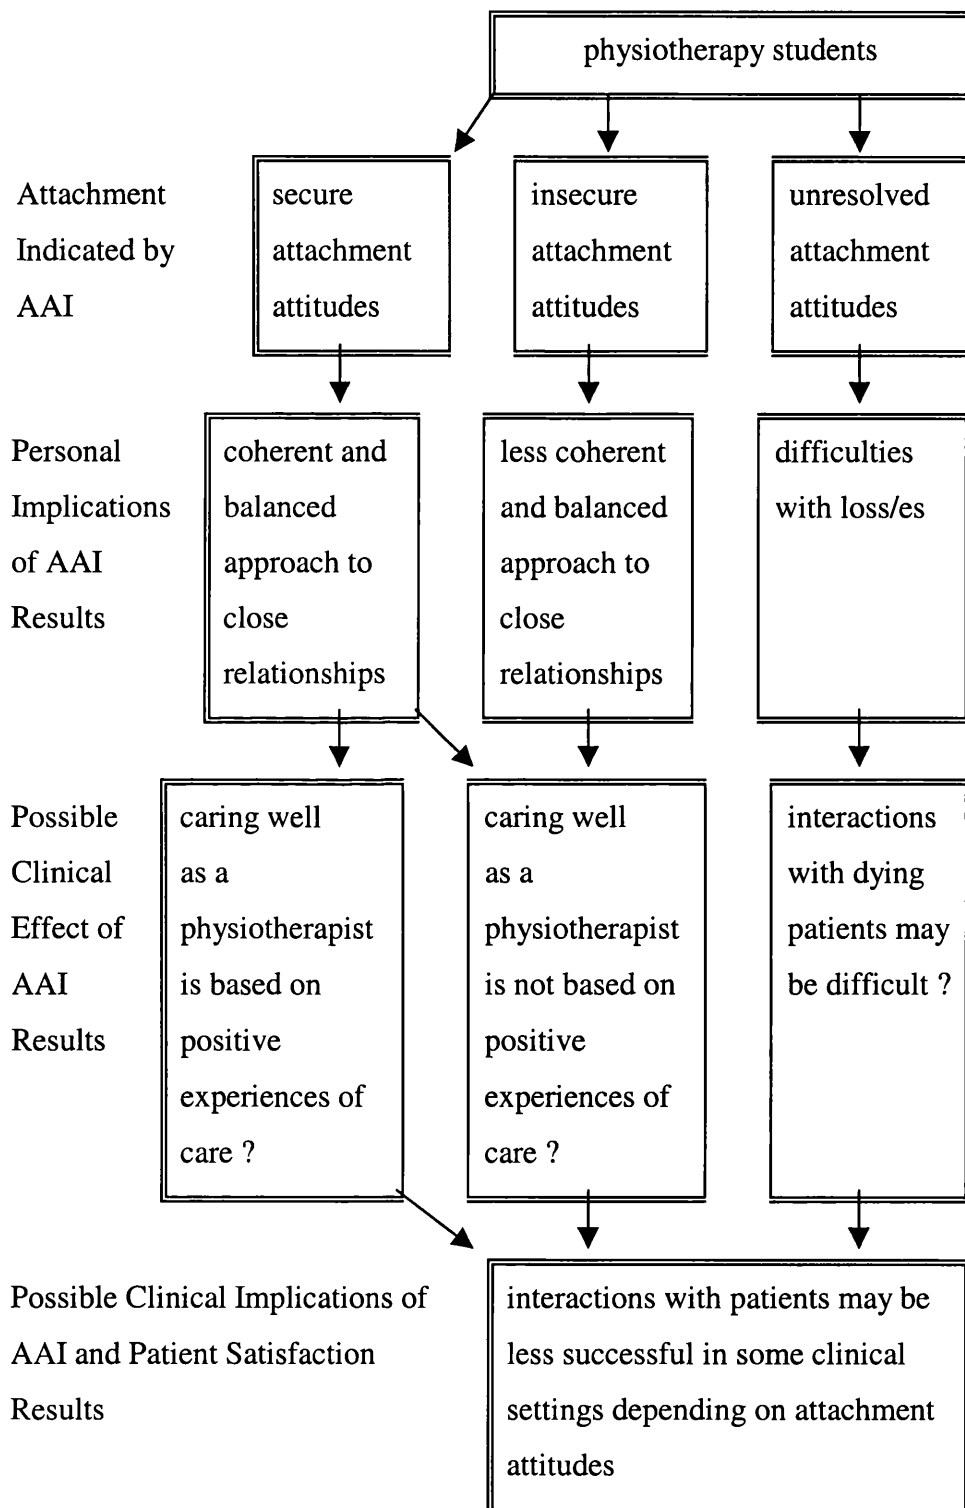 physiotherapy students
Attachment
Indicated by
AAI
secure
attachment
attitudes
insecure
attachment
attitudes
unresolved
attachment
attitudes
Personal
Implications
of AAI
Results
coherent and
balanced
approach to
close
relationships
less coherent
and balanced
approach to
close
relationships
difficulties
with loss/es
Possible
Clinical
Effect of
AAI
Results
caring well
as a
physiotherapist
is based on
positive
experiences of
care ?
caring well
as a
physiotherapist
is not based on
positive
experiences of
care ?
interactions
with dying
patients may
be difficult ?
Possible Clinical Implications of
AAI and Patient Satisfaction
Results
interactions with patients may be
less successful in some clinical
settings depending on attachment
attitudes